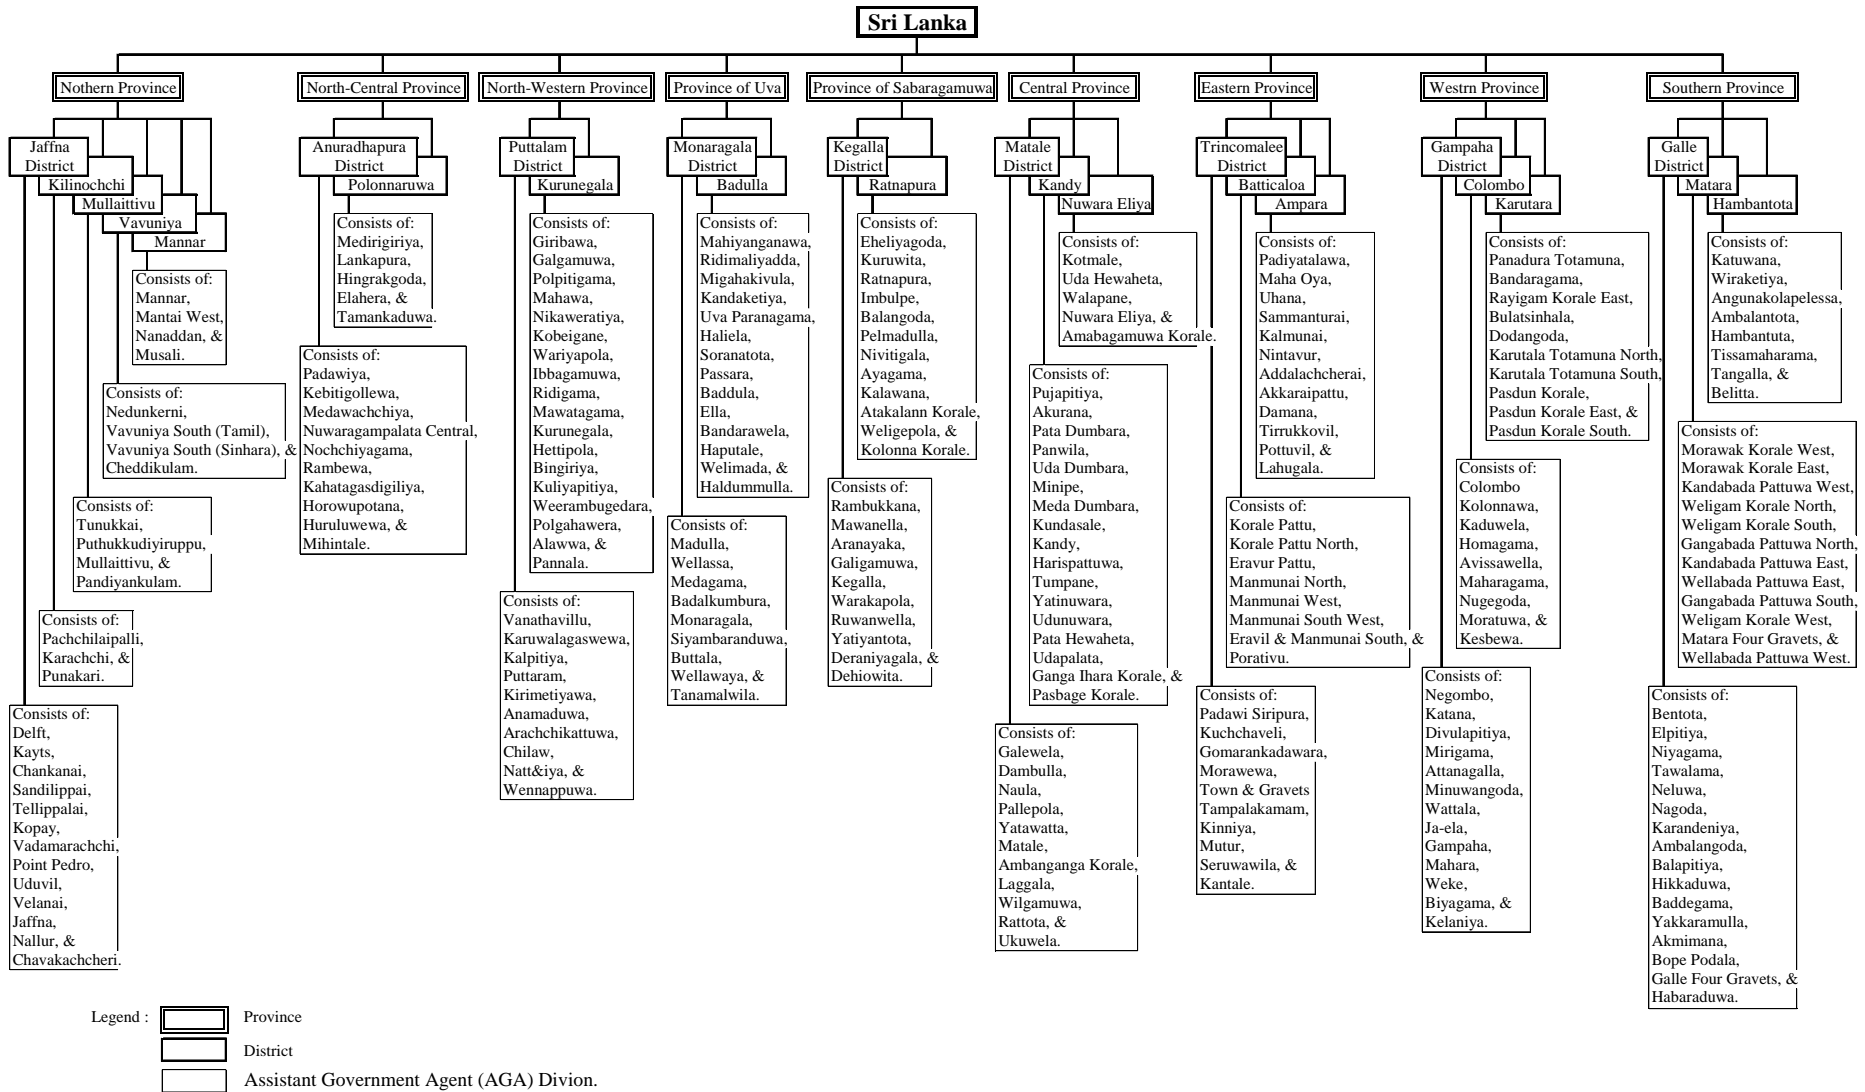 Sri Lanka
Nothern Province
North-Central Province
North-Western Province
Province of Uva
Province of Sabaragamuwa
Central Province
Eastern Province
Westrn Province
Southern Province
Jaffna
District
Kilinochchi
Mullaittivu
Vavuniya
Mannar
Consists of:
Mannar,
Mantai West,
Nanaddan, &
Musali.
Consists of:
Nedunkerni,
Vavuniya South (Tamil),
Vavuniya South (Sinhara), &
Cheddikulam.
Consists of:
Tunukkai,
Puthukkudiyiruppu,
Mullaittivu, &
Pandiyankulam.
Consists of:
Pachchilaipalli,
Karachchi, &
Punakari.
Consists of:
Delft,
Kayts,
Chankanai,
Sandilippai,
Tellippalai,
Kopay,
Vadamarachchi,
Point Pedro,
Uduvil,
Velanai,
Jaffna,
Nallur, &
Chavakachcheri.
Anuradhapura
District
Polonnaruwa
Consists of:
Medirigiriya,
Lankapura,
Hingrakgoda,
Elahera, &
Tamankaduwa.
Consists of:
Padawiya,
Kebitigollewa,
Medawachchiya,
Nuwaragampalata Central,
Nochchiyagama,
Rambewa,
Kahatagasdigiliya,
Horowupotana,
Huruluwewa, &
Mihintale.
Puttalam
District
Kurunegala
Consists of:
Giribawa,
Galgamuwa,
Polpitigama,
Mahawa,
Nikaweratiya,
Kobeigane,
Wariyapola,
Ibbagamuwa,
Ridigama,
Mawatagama,
Kurunegala,
Hettipola,
Bingiriya,
Kuliyapitiya,
Weerambugedara,
Polgahawera,
Alawwa, &
Pannala.
Consists of:
Vanathavillu,
Karuwalagaswewa,
Kalpitiya,
Puttaram,
Kirimetiyawa,
Anamaduwa,
Arachchikattuwa,
Chilaw,
Natt&iya, &
Wennappuwa.
Monaragala
District
Badulla
Consists of:
Mahiyanganawa,
Ridimaliyadda,
Migahakivula,
Kandaketiya,
Uva Paranagama,
Haliela,
Soranatota,
Passara,
Baddula,
Ella,
Bandarawela,
Haputale,
Welimada, &
Haldummulla.
Consists of:
Madulla,
Wellassa,
Medagama,
Badalkumbura,
Monaragala,
Siyambaranduwa,
Buttala,
Wellawaya, &
Tanamalwila.
Kegalla
District
Ratnapura
Consists of:
Eheliyagoda,
Kuruwita,
Ratnapura,
Imbulpe,
Balangoda,
Pelmadulla,
Nivitigala,
Ayagama,
Kalawana,
Atakalann Korale,
Weligepola, &
Kolonna Korale.
Consists of:
Rambukkana,
Mawanella,
Aranayaka,
Galigamuwa,
Kegalla,
Warakapola,
Ruwanwella,
Yatiyantota,
Deraniyagala, &
Dehiowita.
Matale
District
Kandy
Nuwara Eliya
Consists of:
Kotmale,
Uda Hewaheta,
Walapane,
Nuwara Eliya, &
Amabagamuwa Korale.
Consists of:
Pujapitiya,
Akurana,
Pata Dumbara,
Panwila,
Uda Dumbara,
Minipe,
Meda Dumbara,
Kundasale,
Kandy,
Harispattuwa,
Tumpane,
Yatinuwara,
Udunuwara,
Pata Hewaheta,
Udapalata,
Ganga Ihara Korale, &
Pasbage Korale.
Consists of:
Galewela,
Dambulla,
Naula,
Pallepola,
Yatawatta,
Matale,
Ambanganga Korale,
Laggala,
Wilgamuwa,
Rattota, &
Ukuwela.
Trincomalee
District
Batticaloa
Ampara
Consists of:
Padiyatalawa,
Maha Oya,
Uhana,
Sammanturai,
Kalmunai,
Nintavur,
Addalachcherai,
Akkaraipattu,
Damana,
Tirrukkovil,
Pottuvil, &
Lahugala.
Consists of:
Korale Pattu,
Korale Pattu North,
Eravur Pattu,
Manmunai North,
Manmunai West,
Manmunai South West,
Eravil & Manmunai South, &
Porativu.
Consists of:
Padawi Siripura,
Kuchchaveli,
Gomarankadawara,
Morawewa,
Town & Gravets
Tampalakamam,
Kinniya,
Mutur,
Seruwawila, &
Kantale.
Gampaha
District
Colombo
Karutara
Consists of:
Panadura Totamuna,
Bandaragama,
Rayigam Korale East,
Bulatsinhala,
Dodangoda,
Karutala Totamuna North,
Karutala Totamuna South,
Pasdun Korale,
Pasdun Korale East, &
Pasdun Korale South.
Consists of:
Colombo
Kolonnawa,
Kaduwela,
Homagama,
Avissawella,
Maharagama,
Nugegoda,
Moratuwa, &
Kesbewa.
Consists of:
Negombo,
Katana,
Divulapitiya,
Mirigama,
Attanagalla,
Minuwangoda,
Wattala,
Ja-ela,
Gampaha,
Mahara,
Weke,
Biyagama, &
Kelaniya.
Galle
District
Matara
Hambantota
Consists of:
Katuwana,
Wiraketiya,
Angunakolapelessa,
Ambalantota,
Hambantuta,
Tissamaharama,
Tangalla, &
Belitta.
Consists of:
Morawak Korale West,
Morawak Korale East,
Kandabada Pattuwa West,
Weligam Korale North,
Weligam Korale South,
Gangabada Pattuwa North,
Kandabada Pattuwa East,
Wellabada Pattuwa East,
Gangabada Pattuwa South,
Weligam Korale West,
Matara Four Gravets, &
Wellabada Pattuwa West.
Consists of:
Bentota,
Elpitiya,
Niyagama,
Tawalama,
Neluwa,
Nagoda,
Karandeniya,
Ambalangoda,
Balapitiya,
Hikkaduwa,
Baddegama,
Yakkaramulla,
Akmimana,
Bope Podala,
Galle Four Gravets, &
Habaraduwa.
Legend :
Province
District
Assistant Government Agent (AGA) Divion.